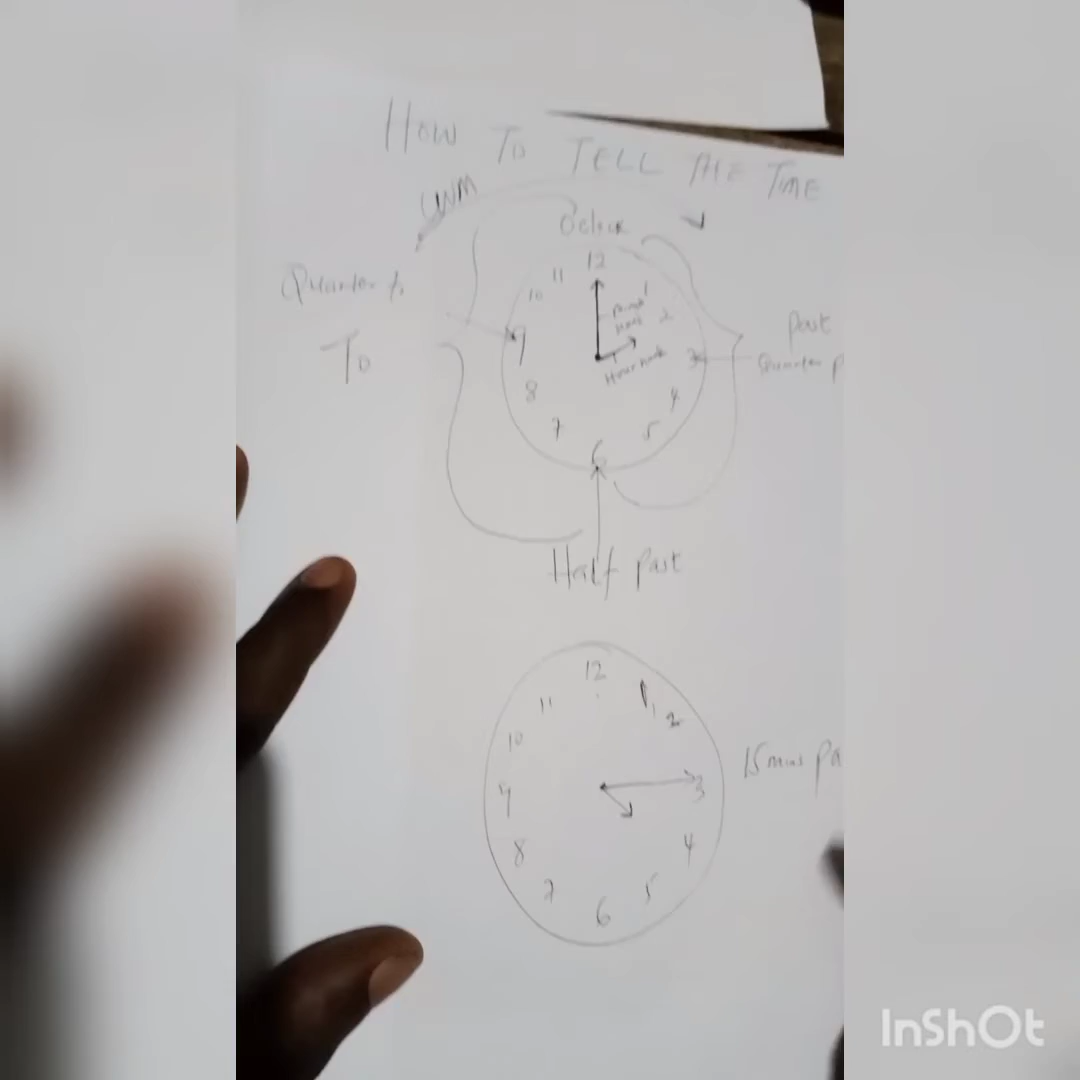 HOW TO TELL THE TIME
O'clock
12
11 1
10 2
Quarter to
Hour hand
9 3
To
Past
Quarter p
8 4
7 5
6
Half past
12
11 1
10 2
15 mins pa
9 3
8 4
7 5
6
InShOt